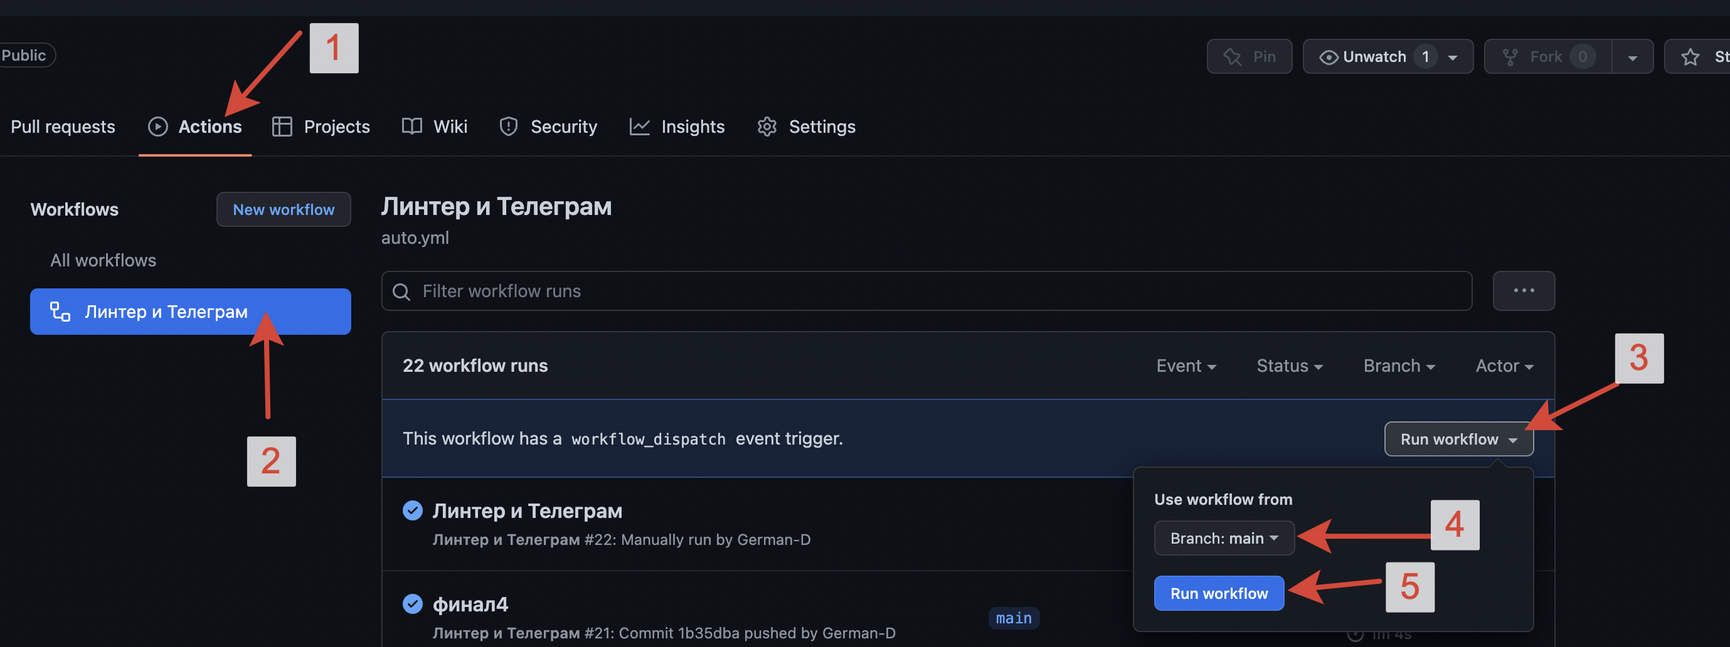 1
Public
Pin
Unwatch 1
Fork 0
Pull requests
Actions
Projects
Wiki
Security
Insights
Settings
Workflows
New workflow
All workflows
Линтер и Телеграм
2
Линтер и Телеграм
auto.yml
Filter workflow runs
...
22 workflow runs
Event
Status
Branch
Actor
3
This workflow has a workflow_dispatch event trigger.
Run workflow
Use workflow from
Branch: main
4
Run workflow
5
Линтер и Телеграм
Линтер и Телеграм #22: Manually run by German-D
финал4
Линтер и Телеграм #21: Commit 1b35dba pushed by German-D
main
1m 4s